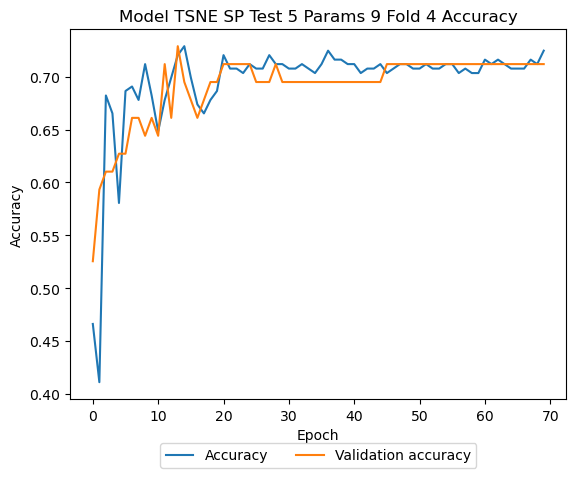 Model TSNE SP Test 5 Params 9 Fold 4 Accuracy
Accuracy
0.70
0.65
0.60
0.55
0.50
0.45
0.40
0 10 20 30 40 50 60 70
Epoch
Accuracy Validation accuracy